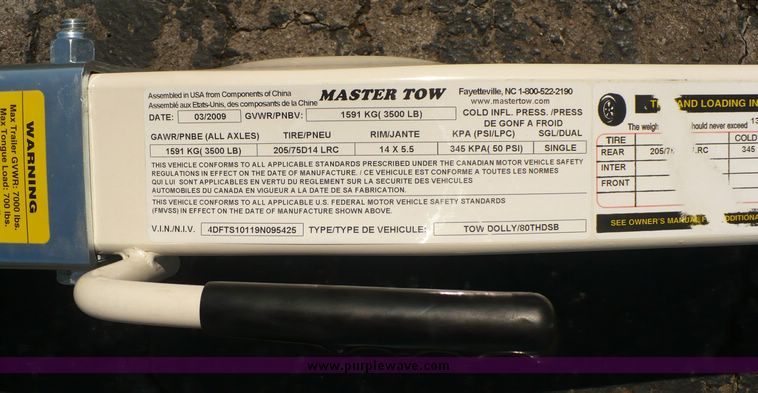 WARNING
Max Trailer GVWR: 7000 lbs.
Max Tongue Load: 700 lbs.
Assembled in USA from Components of China
Assemblé aux Etats-Unis, des composants de la Chine
MASTER TOW
Fayetteville, NC 1-800-522-2190
www.mastertow.com
DATE: 03/2009 GVWR/PNBV: 1591 KG( 3500 LB)
COLD INFL. PRESS. /PRESS
DE GONF A FROID
GAWR/PNBE (ALL AXLES) TIRE/PNEU RIM/JANTE KPA (PSI/LPC) SGL/DUAL
1591 KG( 3500 LB) 205/75D14 LRC 14 X 5.5 345 KPA( 50 PSI) SINGLE
THIS VEHICLE CONFORMS TO ALL APPLICABLE STANDARDS PRESCRIBED UNDER THE CANADIAN MOTOR VEHICLE SAFETY
REGULATIONS IN EFFECT ON THE DATE OF MANUFACTURE. / CE VEHICULE EST CONFORME A TOUTES LES NORMES
QUI LUI SONT APPLICABLES EN VERTU DU REGLEMENT SUR LA SECURITE DES VEHICULES
AUTOMOBILES DU CANADA EN VIGUEUR A LA DATE DE SA FABRICATION.
THIS VEHICLE CONFORMS TO ALL APPLICABLE U.S. FEDERAL MOTOR VEHICLE SAFETY STANDARDS
(FMVSS) IN EFFECT ON THE DATE OF MANUFACTURE SHOWN ABOVE.
V.I.N./N.I.V. 4DFTS10119N095425 TYPE/TYPE DE VEHICULE: TOW DOLLY/80THDSB
AND LOADING IN
The weigh hould never exceed 13
TIRE COLD
REAR 205/7 LRC 345
INTER
FRONT
SEE OWNER'S MANUAL ADDITIONA
www.purplewave.com